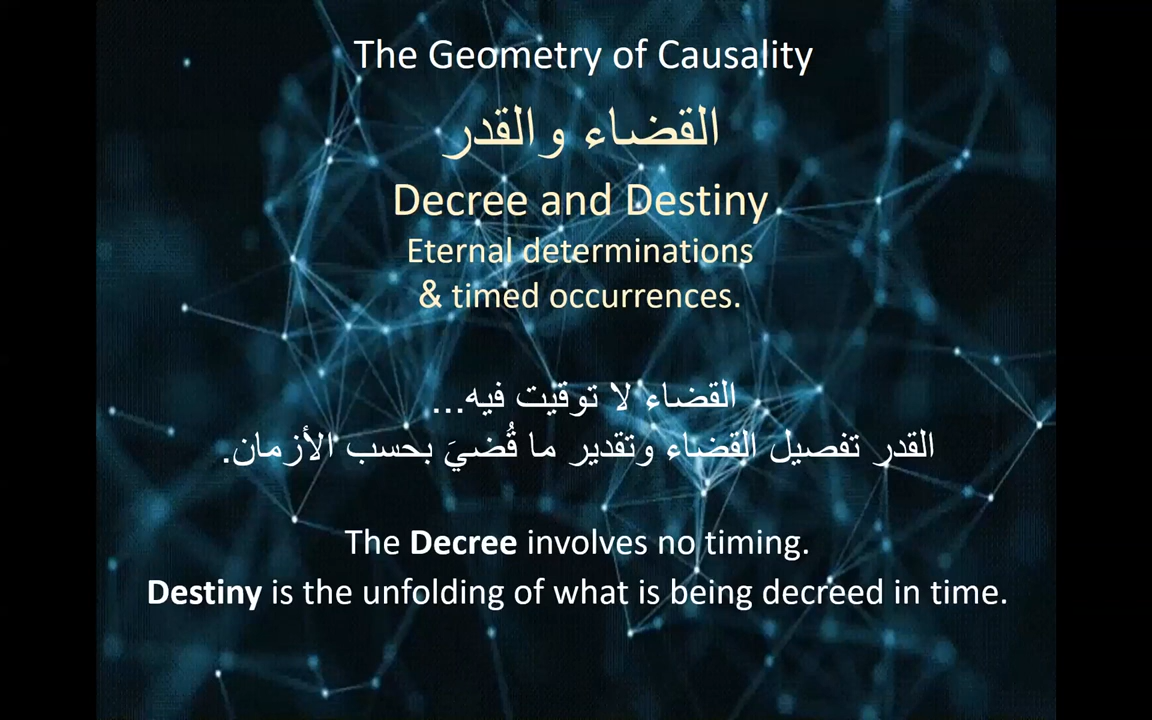 The Geometry of Causality
القضاء والقدر
Decree and Destiny
Eternal determinations
& timed occurrences.
القضاء لا توقيت فيه...
القدر تفصيل القضاء وتقدير ما قُضيَ بحسب الأزمان.
The Decree involves no timing.
Destiny is the unfolding of what is being decreed in time.